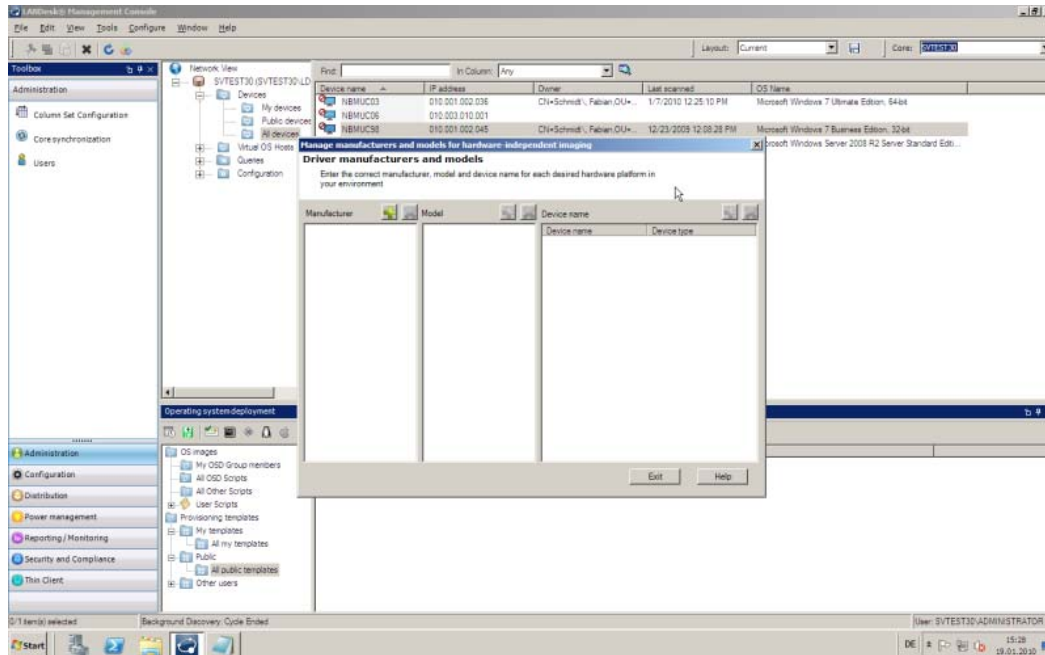 LANDesk® Management Console
File Edit View Tools Configure Window Help
Layout: Current Core: SVTEST30
Toolbox
Administration
Column Set Configuration
Core synchronization
Users
Administration
Configuration
Distribution
Power management
Reporting / Monitoring
Security and Compliance
Thin Client
Network View
SVTEST30 (SVTEST30\LD
Devices
My devices
Public devices
All devices
Virtual OS Hosts
Queries
Configuration
Find: In Column: Any
Device name IP address Owner Last scanned OS Name
NBMUC03 010.001.002.036 CN=Schmidt\, Fabian,OU=... 1/7/2010 12:25:10 PM Microsoft Windows 7 Ultimate Edition, 64-bit
NBMUC06 010.003.010.001
NBMUC98 010.001.002.045 CN=Schmidt\, Fabian,OU=... 12/23/2009 12:08:28 PM Microsoft Windows 7 Business Edition, 32-bit
crosoft Windows Server 2008 R2 Server Standard Editi...
Manage manufacturers and models for hardware-independent imaging
Driver manufacturers and models
Enter the correct manufacturer, model and device name for each desired hardware platform in
your environment
Manufacturer Model Device name
Device name Device type
Exit Help
Operating system deployment
OS images
My OSD Group members
All OSD Scripts
All Other Scripts
User Scripts
Provisioning templates
My templates
All my templates
Public
All public templates
Other users
0/1 item(s) selected Background Discovery: Cycle Ended User: SVTEST30\ADMINISTRATOR
Start DE 15:28
19.01.2010